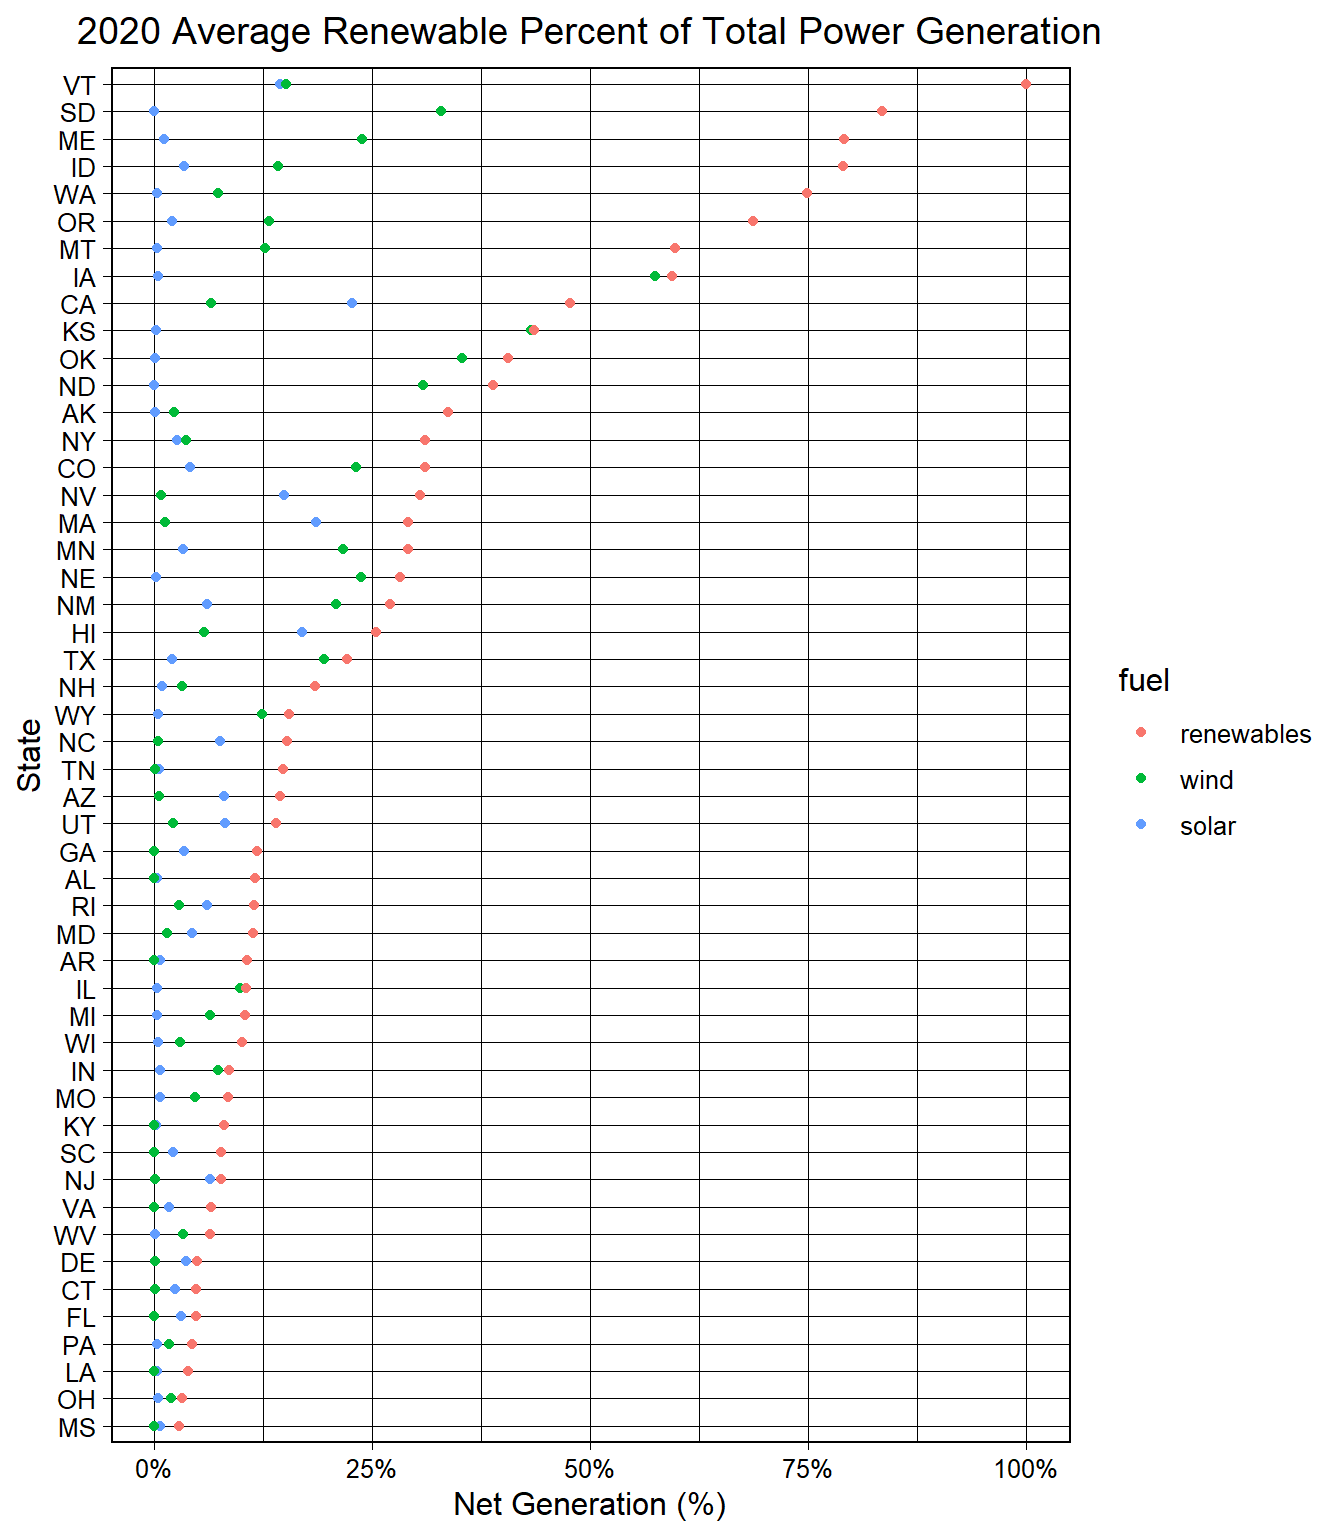 2020 Average Renewable Percent of Total Power Generation
VT
SD
ME
ID
WA
OR
MT
IA
CA
KS
OK
ND
AK
NY
CO
NV
MA
MN
NE
NM
HI
TX
NH
WY
NC
TN
AZ
UT
GA
AL
RI
MD
AR
IL
MI
WI
IN
MO
KY
SC
NJ
VA
WV
DE
CT
FL
PA
LA
OH
MS
State
0% 25% 50% 75% 100%
Net Generation (%)
fuel
renewables
wind
solar